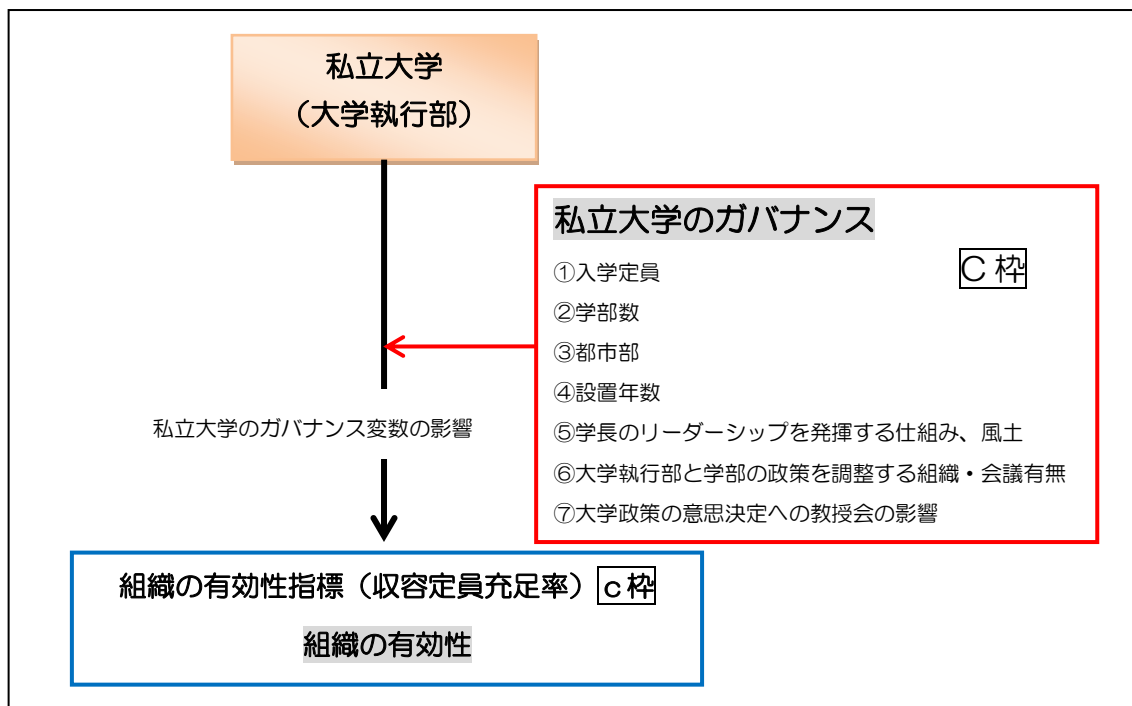 私立大学
（大学執行部）
私立大学のガバナンス
C 枠
①入学定員
②学部数
③都市部
④設置年数
⑤学長のリーダーシップを発揮する仕組み、風土
⑥大学執行部と学部の政策を調整する組織・会議有無
⑦大学政策の意思決定への教授会の影響
私立大学のガバナンス変数の影響
組織の有効性指標（収容定員充足率） c 枠
組織の有効性